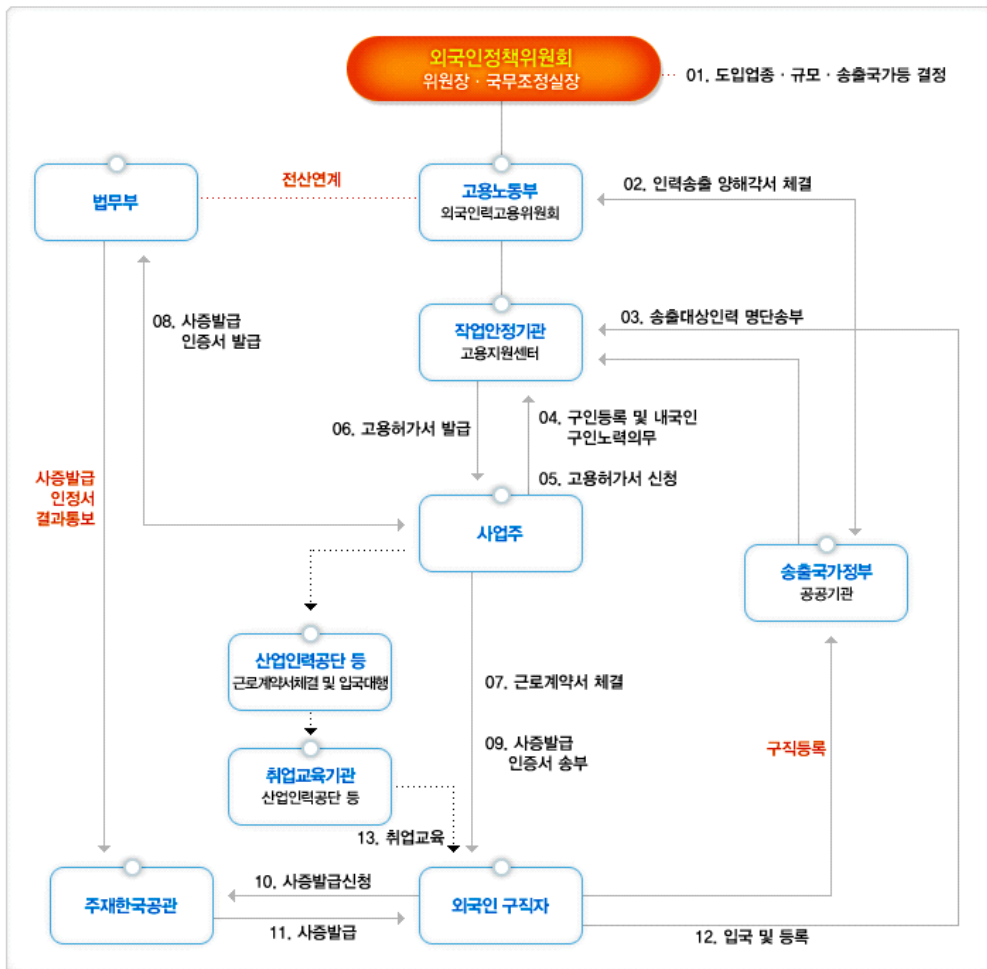 외국인정책위원회
위원장 · 국무조정실장
01. 도입업종 · 규모 · 송출국가등 결정
법무부
전산연계
고용노동부
외국인력고용위원회
02. 인력송출 양해각서 체결
08. 사증발급
인증서 발급
작업안정기관
고용지원센터
03. 송출대상인력 명단송부
06. 고용허가서 발급
04. 구인등록 및 내국인
구인노력의무
05. 고용허가서 신청
사증발급
인정서
결과통보
사업주
송출국가정부
공공기관
산업인력공단 등
근로계약서체결 및 입국대행
07. 근로계약서 체결
09. 사증발급
인증서 송부
구직등록
취업교육기관
산업인력공단 등
13. 취업교육
주재한국공관
10. 사증발급신청
11. 사증발급
외국인 구직자
12. 입국 및 등록